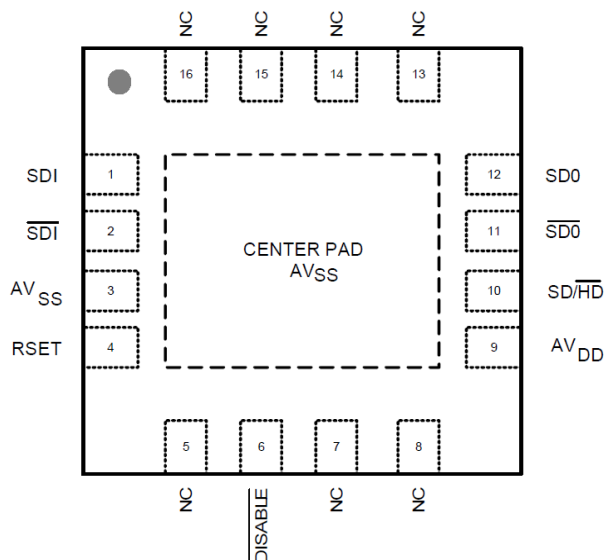 NC NC NC NC
16 15 14 13
SDI 1 12 SD0
SDI 2 11 SD0
CENTER PAD
AVSS
AVSS 3 10 SD/HD
RSET 4 9 AVDD
5 6 7 8
NC DISABLE NC NC